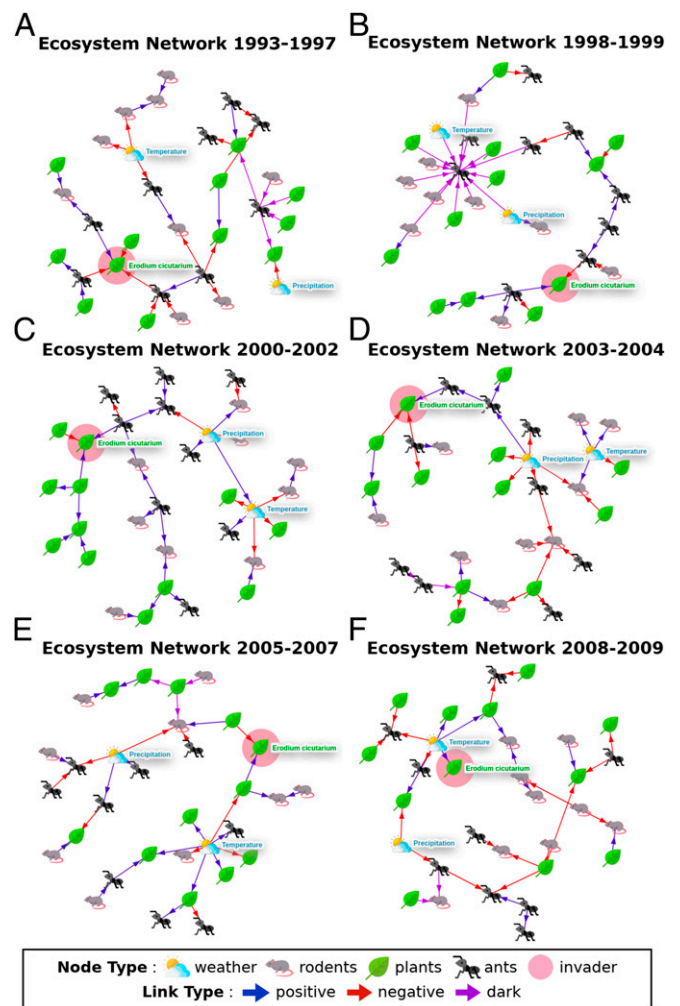 A
Ecosystem Network 1993-1997
Temperature
Erodium cicutarium
Precipitation
B
Ecosystem Network 1998-1999
Temperature
Precipitation
Erodium cicutarium
C
Ecosystem Network 2000-2002
Erodium cicutarium
Precipitation
Temperature
D
Ecosystem Network 2003-2004
Erodium cicutarium
Precipitation
Temperature
E
Ecosystem Network 2005-2007
Precipitation
Erodium cicutarium
Temperature
F
Ecosystem Network 2008-2009
Temperature
Erodium cicutarium
Precipitation
Node Type : weather rodents plants ants invader
Link Type : positive negative dark